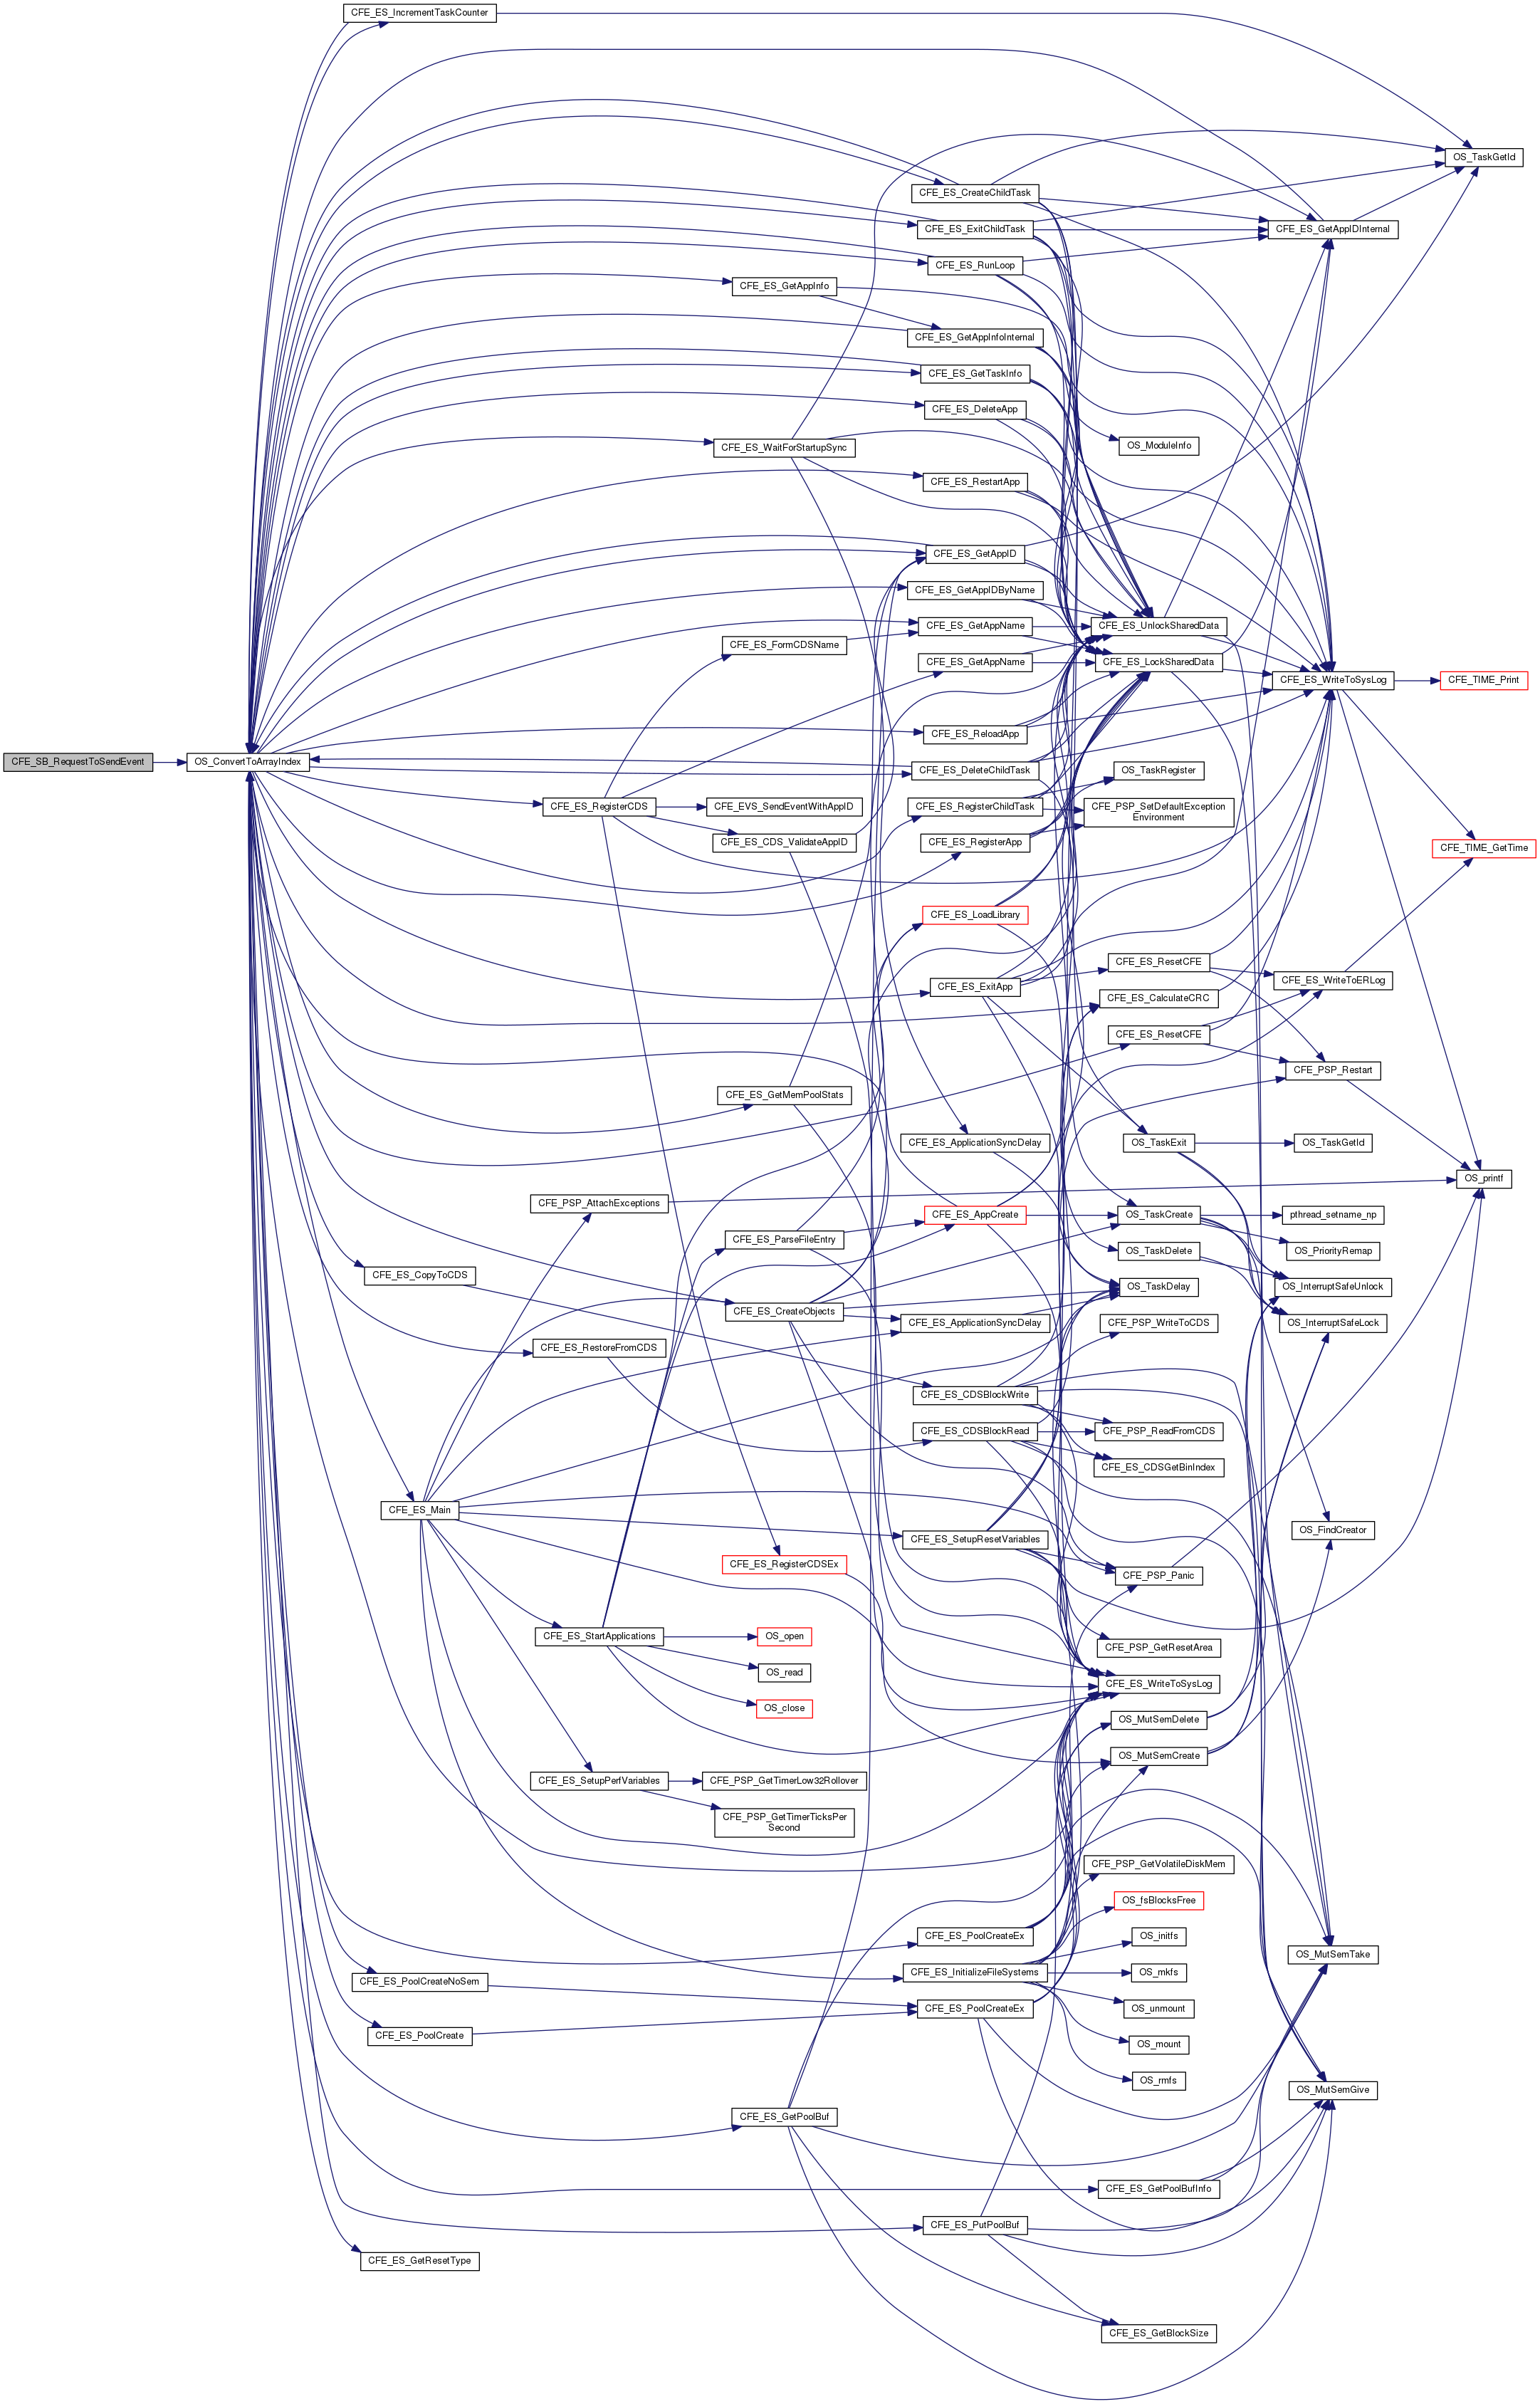 CFE_ES_IncrementTaskCounter
OS_TaskGetId
CFE_ES_CreateChildTask
CFE_ES_ExitChildTask
CFE_ES_GetAppIDInternal
CFE_ES_RunLoop
CFE_ES_GetAppInfo
CFE_ES_GetAppInfoInternal
CFE_ES_GetTaskInfo
CFE_ES_DeleteApp
CFE_ES_WaitForStartupSync
OS_ModuleInfo
CFE_ES_RestartApp
CFE_ES_GetAppID
CFE_ES_GetAppIDByName
CFE_ES_GetAppName
CFE_ES_UnlockSharedData
CFE_ES_FormCDSName
CFE_ES_GetAppName
CFE_ES_LockSharedData
CFE_ES_WriteToSysLog
CFE_TIME_Print
CFE_ES_ReloadApp
CFE_SB_RequestToSendEvent
OS_ConvertToArrayIndex
CFE_ES_DeleteChildTask
OS_TaskRegister
CFE_ES_RegisterCDS
CFE_EVS_SendEventWithAppID
CFE_ES_RegisterChildTask
CFE_PSP_SetDefaultException
Environment
CFE_ES_CDS_ValidateAppID
CFE_ES_RegisterApp
CFE_TIME_GetTime
CFE_ES_LoadLibrary
CFE_ES_ResetCFE
CFE_ES_ExitApp
CFE_ES_WriteToERLog
CFE_ES_CalculateCRC
CFE_ES_ResetCFE
CFE_PSP_Restart
CFE_ES_GetMemPoolStats
CFE_ES_ApplicationSyncDelay
OS_TaskExit
OS_TaskGetId
OS_printf
CFE_PSP_AttachExceptions
CFE_ES_AppCreate
OS_TaskCreate
pthread_setname_np
CFE_ES_ParseFileEntry
OS_TaskDelete
OS_PriorityRemap
CFE_ES_CopyToCDS
OS_TaskDelay
OS_InterruptSafeUnlock
CFE_ES_CreateObjects
CFE_ES_ApplicationSyncDelay
CFE_PSP_WriteToCDS
OS_InterruptSafeLock
CFE_ES_RestoreFromCDS
CFE_ES_CDSBlockWrite
CFE_ES_CDSBlockRead
CFE_PSP_ReadFromCDS
CFE_ES_CDSGetBinIndex
CFE_ES_Main
OS_FindCreator
CFE_ES_SetupResetVariables
CFE_ES_RegisterCDSEx
CFE_PSP_Panic
CFE_ES_StartApplications
OS_open
CFE_PSP_GetResetArea
OS_read
CFE_ES_WriteToSysLog
OS_close
OS_MutSemDelete
OS_MutSemCreate
CFE_ES_SetupPerfVariables
CFE_PSP_GetTimerLow32Rollover
CFE_PSP_GetTimerTicksPer
Second
CFE_PSP_GetVolatileDiskMem
OS_fsBlocksFree
CFE_ES_PoolCreateEx
OS_initfs
OS_MutSemTake
CFE_ES_InitializeFileSystems
OS_mkfs
CFE_ES_PoolCreateNoSem
CFE_ES_PoolCreateEx
OS_unmount
CFE_ES_PoolCreate
OS_mount
OS_rmfs
OS_MutSemGive
CFE_ES_GetPoolBuf
CFE_ES_GetPoolBufInfo
CFE_ES_PutPoolBuf
CFE_ES_GetResetType
CFE_ES_GetBlockSize